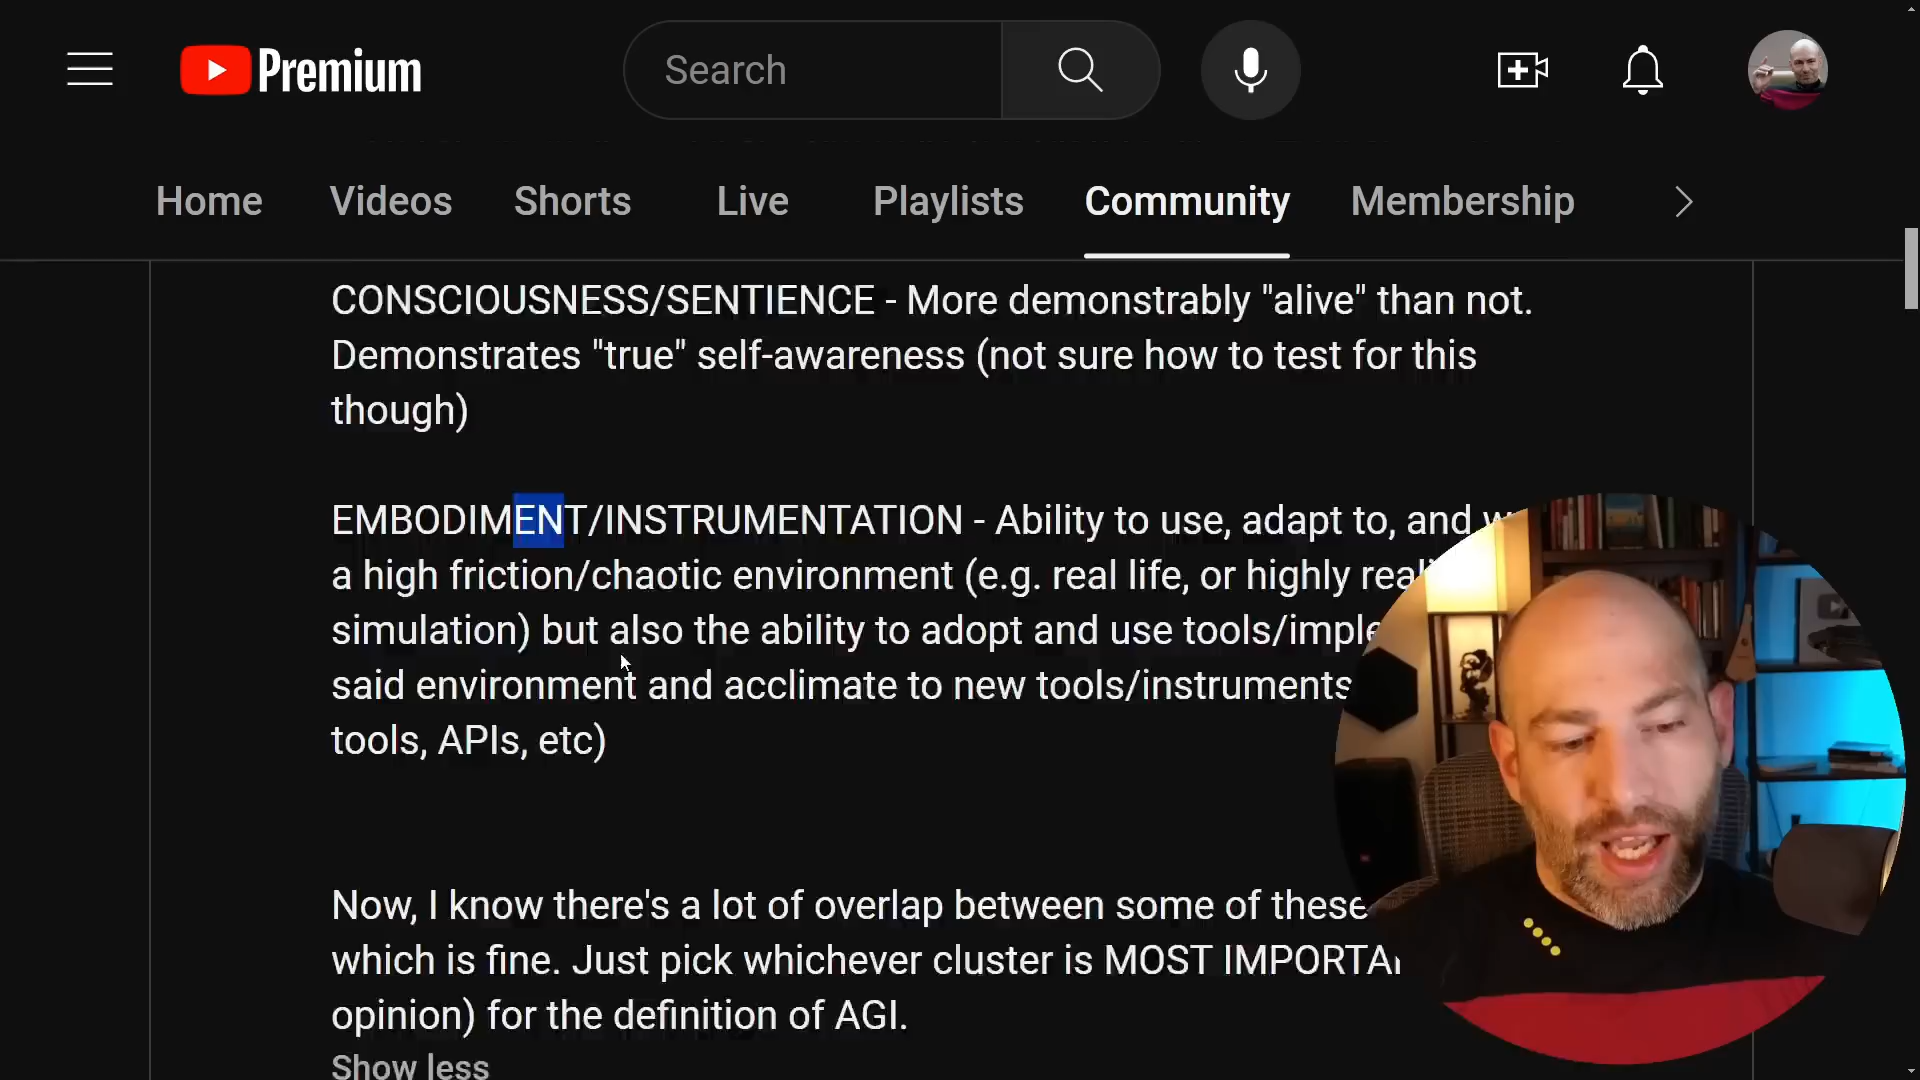 Premium
Search
Home Videos Shorts Live Playlists Community Membership
CONSCIOUSNESS/SENTIENCE - More demonstrably "alive" than not.
Demonstrates "true" self-awareness (not sure how to test for this
though)
EMBODIMENT/INSTRUMENTATION - Ability to use, adapt to, and
a high friction/chaotic environment (e.g. real life, or highly
simulation) but also the ability to adopt and use
said environment and acclimate to new tools/instruments
tools, APIs, etc)
Now, I know there's a lot of overlap between some of these
which is fine. Just pick whichever cluster is MOST
opinion) for the definition of AGI.
Show less